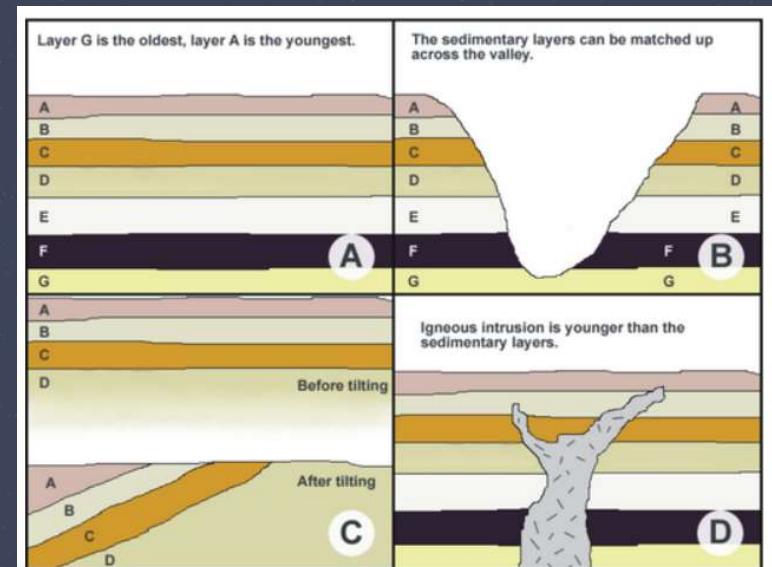 Layer G is the oldest, layer A is the youngest.
A
B
C
D
E
F
G
A
The sedimentary layers can be matched up
across the valley.
A A
B B
C C
D D
E E
F F
G G
B
A
B
C
D Before tilting
After tilting
A
B
C
D
C
Igneous intrusion is younger than the
sedimentary layers.
D